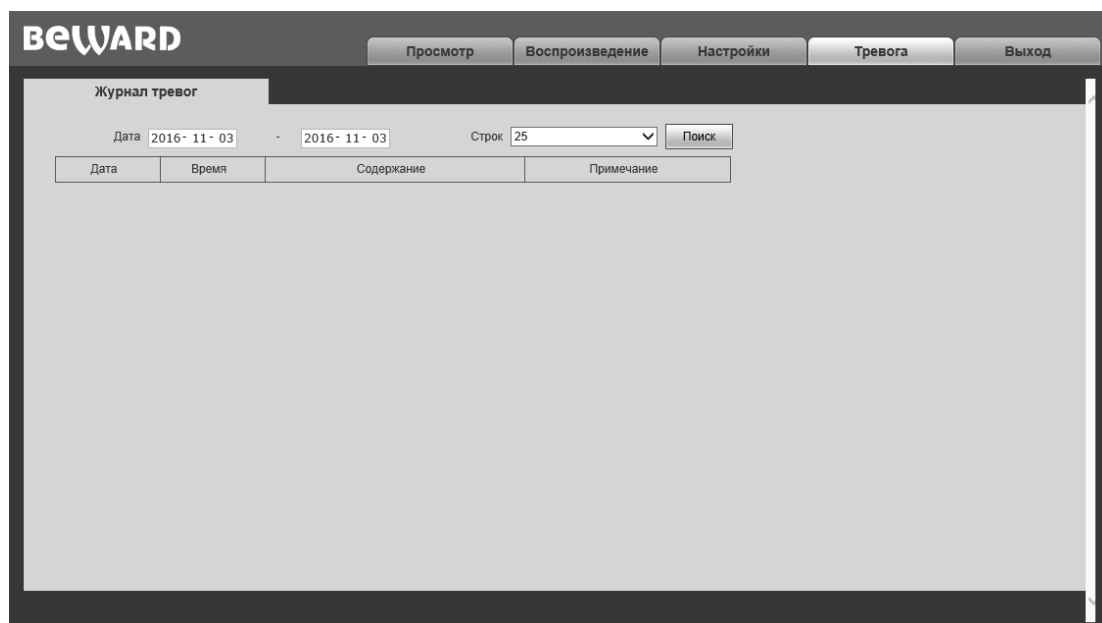 BEWARD
Просмотр Воспроизведение Настройки Тревога Выход
Журнал тревог
Дата 2016- 11- 03 - 2016- 11- 03 Строк 25 Поиск
Дата Время Содержание Примечание